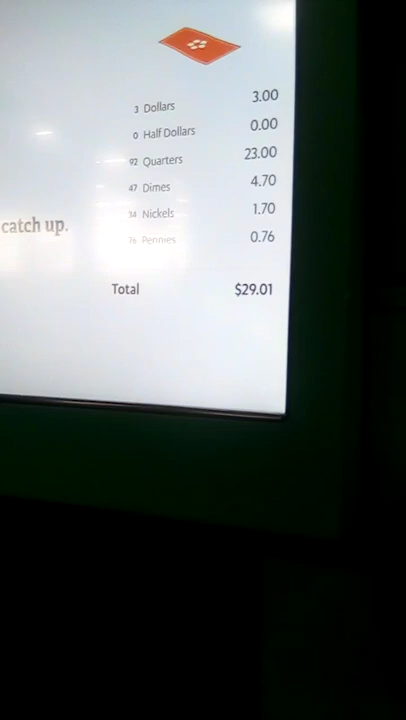 3 Dollars 3.00
0 Half Dollars 0.00
92 Quarters 23.00
47 Dimes 4.70
34 Nickels 1.70
catch up.
76 Pennies 0.76
Total $29.01